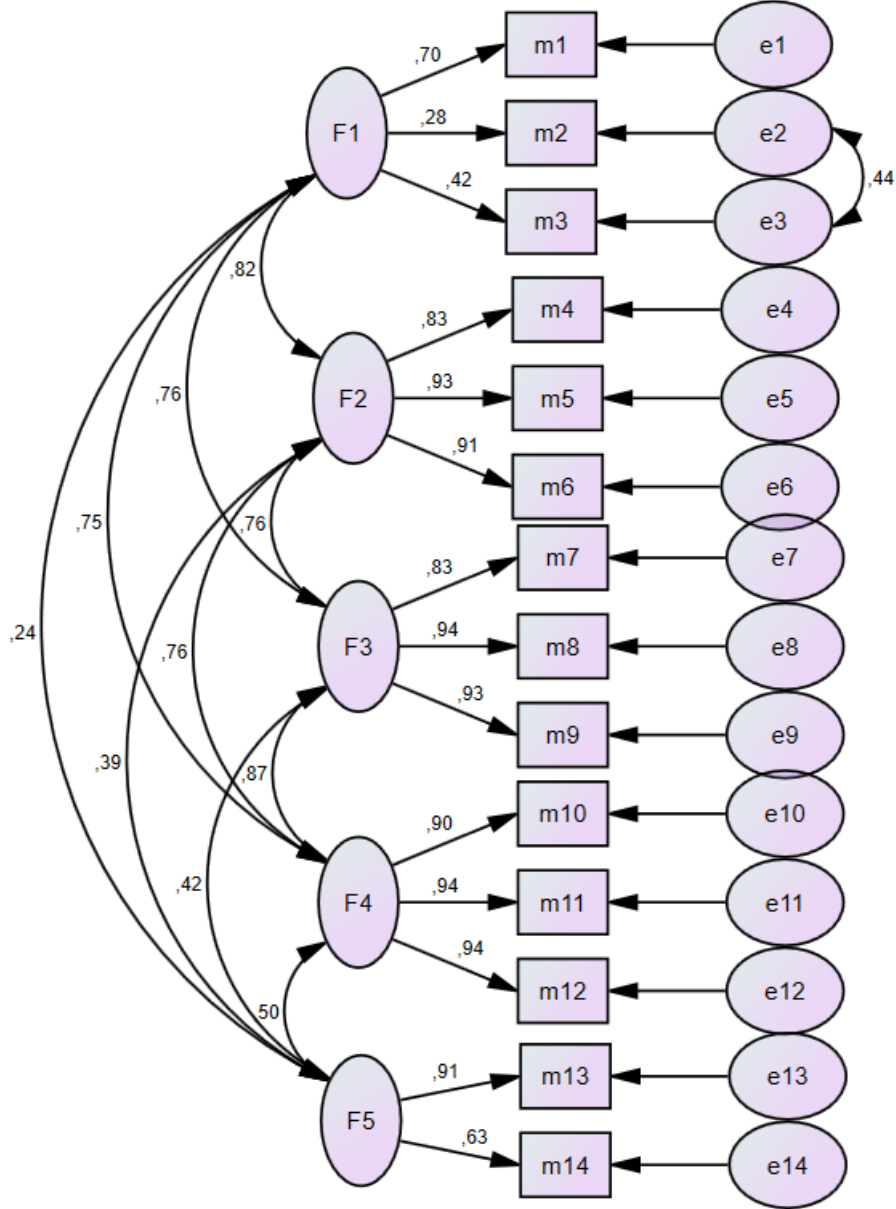 ,70
m1
e1
F1
,28
m2
e2
,42
m3
e3
,44
,82
,83
m4
e4
F2
,93
m5
e5
,76
,91
m6
e6
,75
,76
,83
m7
e7
,24
,76
F3
,94
m8
e8
,93
m9
e9
,39
,87
,90
m10
e10
,42
F4
,94
m11
e11
,94
m12
e12
50
,91
m13
e13
F5
,63
m14
e14